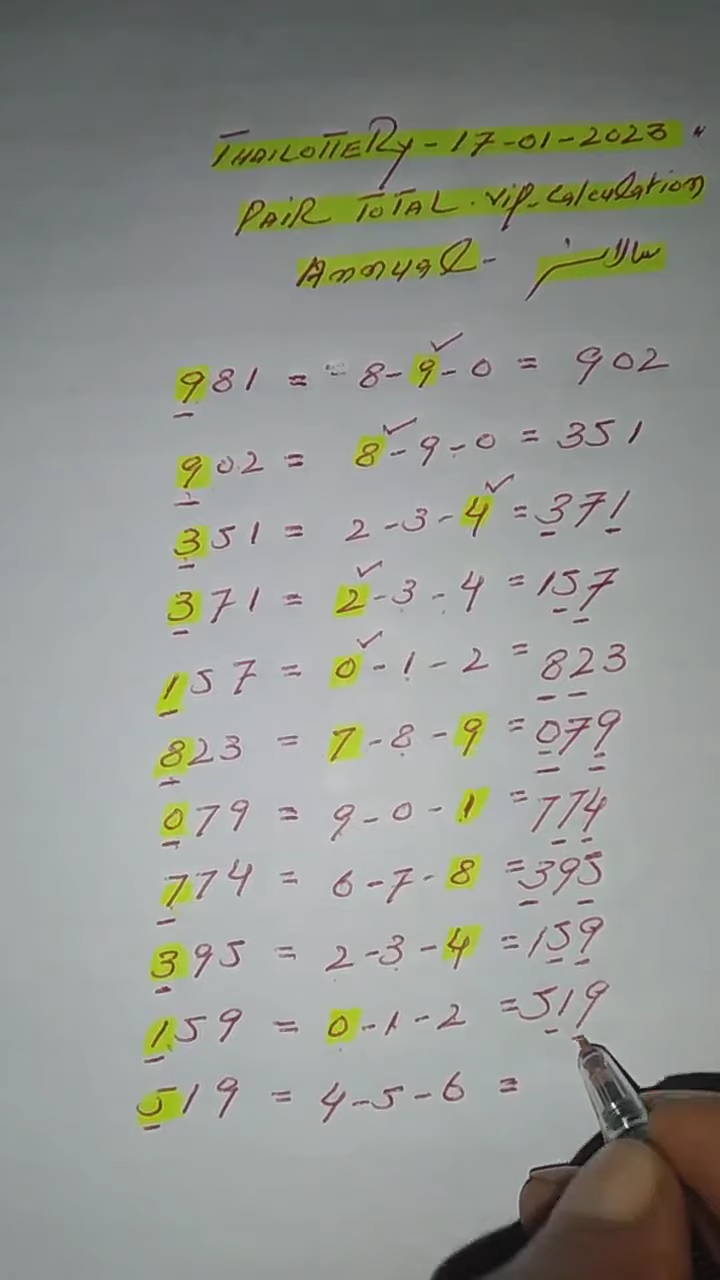 THAILOTTERy - 17-01-2023
PAIR TOTAL. vip. calculation
Annual - سالانہ
981 = - 8-9-0 = 902
902 = 8-9-0 = 351
351 = 2-3-4 = 371
371 = 2-3-4 = 157
157 = 0-1-2 = 823
823 = 7-8-9 = 079
079 = 9-0-1 = 774
774 = 6-7-8 = 395
395 = 2-3-4 = 159
159 = 0-1-2 = 519
519 = 4-5-6 =